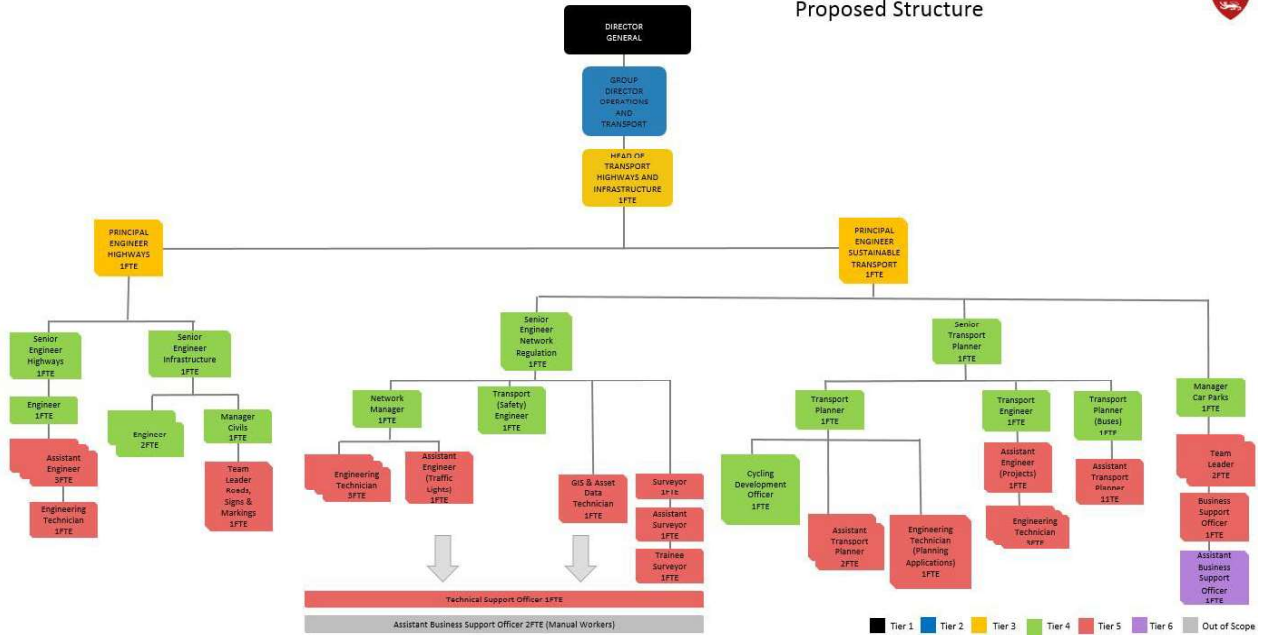 Proposed Structure
DIRECTOR
GENERAL
GROUP
DIRECTOR
OPERATIONS
AND
TRANSPORT
HEAD OF
TRANSPORT
HIGHWAYS AND
INFRASTRUCTURE
1FTE
PRINCIPAL
ENGINEER
HIGHWAYS
1FTE
PRINCIPAL
ENGINEER
SUSTAINABLE
TRANSPORT
1FTE
Senior
Engineer
Highways
1FTE
Senior
Engineer
Infrastructure
1FTE
Engineer
1FTE
Engineer
2FTE
Manager
Civils
1FTE
Assistant
Engineer
3FTE
Engineering
Technician
1FTE
Team
Leader
Roads,
Signs &
Markings
1FTE
Senior
Engineer
Network
Regulation
1FTE
Network
Manager
1FTE
Transport
(Safety)
Engineer
1FTE
Engineering
Technician
3FTE
Assistant
Engineer
(Traffic
Lights)
1FTE
GIS & Asset
Data
Technician
1FTE
Surveyor
1FTE
Assistant
Surveyor
1FTE
Trainee
Surveyor
1FTE
Technical Support Officer 1FTE
Assistant Business Support Officer 2FTE (Manual Workers)
Senior
Transport
Planner
1FTE
Transport
Planner
1FTE
Cycling
Development
Officer
1FTE
Assistant
Transport
Planner
2FTE
Engineering
Technician
(Planning
Applications)
1FTE
Transport
Engineer
1FTE
Assistant
Engineer
(Projects)
1FTE
Engineering
Technician
3FTE
Transport
Planner
(Buses)
1FTE
Assistant
Transport
Planner
11TE
Manager
Car Parks
1FTE
Team
Leader
2FTE
Business
Support
Officer
1FTE
Assistant
Business
Support
Officer
1FTE
Tier 1
Tier 2
Tier 3
Tier 4
Tier 5
Tier 6
Out of Scope